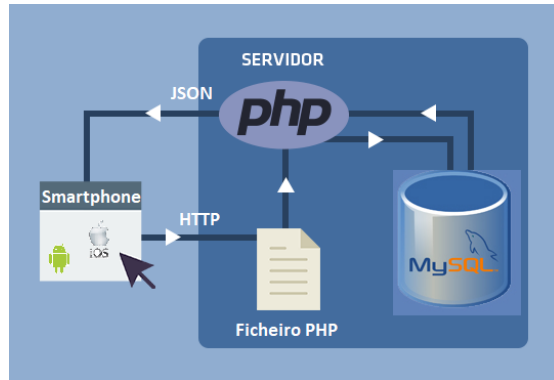 SERVIDOR
JSON
php
Smartphone
iOS
HTTP
MySQL
Ficheiro PHP